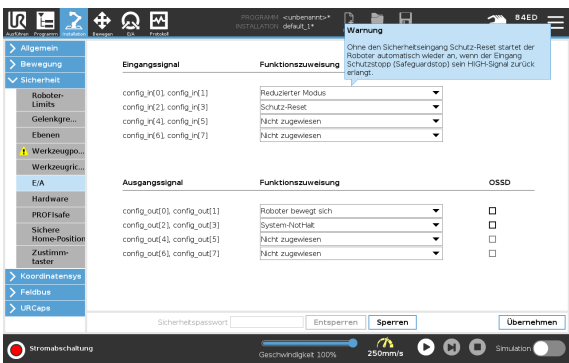 PROGRAMM <unbenannt>*
INSTALLATION default_1*
84ED
Ausführen Programm Installation Bewegen E/A Protokoll
Warnung
Ohne den Sicherheitseingang Schutz-Reset startet der
Roboter automatisch wieder an, wenn der Eingang
Schutzstopp (Safeguardstop) sein HIGH-Signal zurück
erlangt.
Allgemein
Bewegung
Sicherheit
Roboter-
Limits
Gelenkgre...
Ebenen
Werkzeugpo...
Werkzeugric...
E/A
Hardware
PROFIsafe
Sichere
Home-Position
Zustimm-
taster
Koordinatensys
Feldbus
URCaps
Eingangssignal Funktionszuweisung
config_in[0], config_in[1] Reduzierter Modus
config_in[2], config_in[3] Schutz-Reset
config_in[4], config_in[5] Nicht zugewiesen
config_in[6], config_in[7] Nicht zugewiesen
Ausgangssignal Funktionszuweisung OSSD
config_out[0], config_out[1] Roboter bewegt sich
config_out[2], config_out[3] System-NotHalt
config_out[4], config_out[5] Nicht zugewiesen
config_out[6], config_out[7] Nicht zugewiesen
Sicherheitspasswort Entsperren Sperren Übernehmen
Stromabschaltung
Geschwindigkeit 100%
250mm/s
Simulation